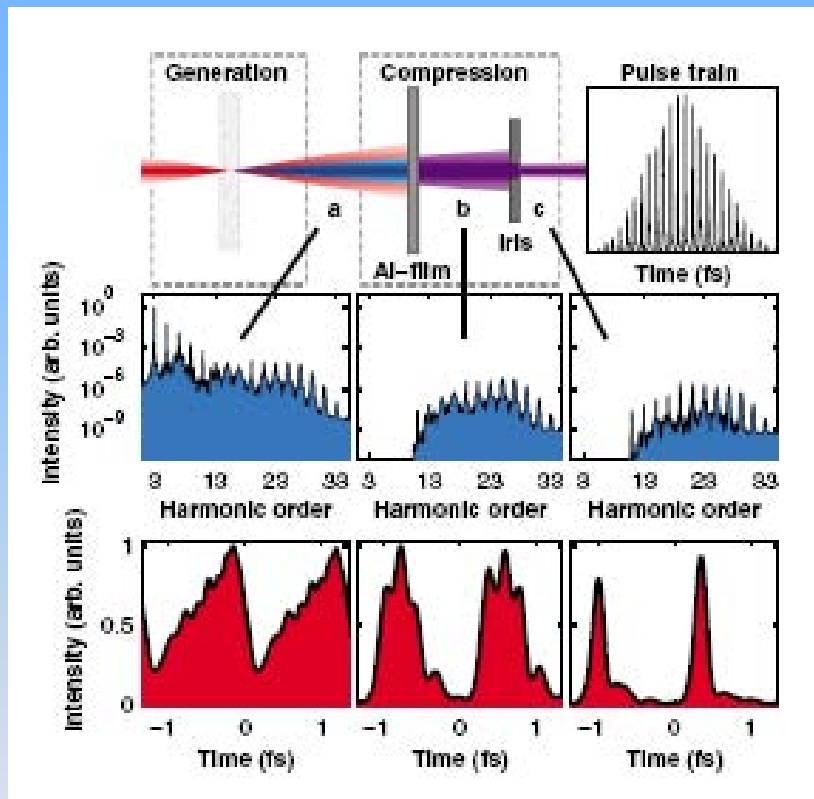 Generation
Compression
Pulse train
a
b
c
Iris
Al-film
Time (fs)
Intensity (arb. units)
10^0
10^-3
10^-6
10^-9
3 13 23 33
3 13 23 33
3 13 23 33
Harmonic order
Harmonic order
Harmonic order
Intensity (arb. units)
1
0.5
0
-1 0 1
-1 0 1
-1 0 1
Time (fs)
Time (fs)
Time (fs)